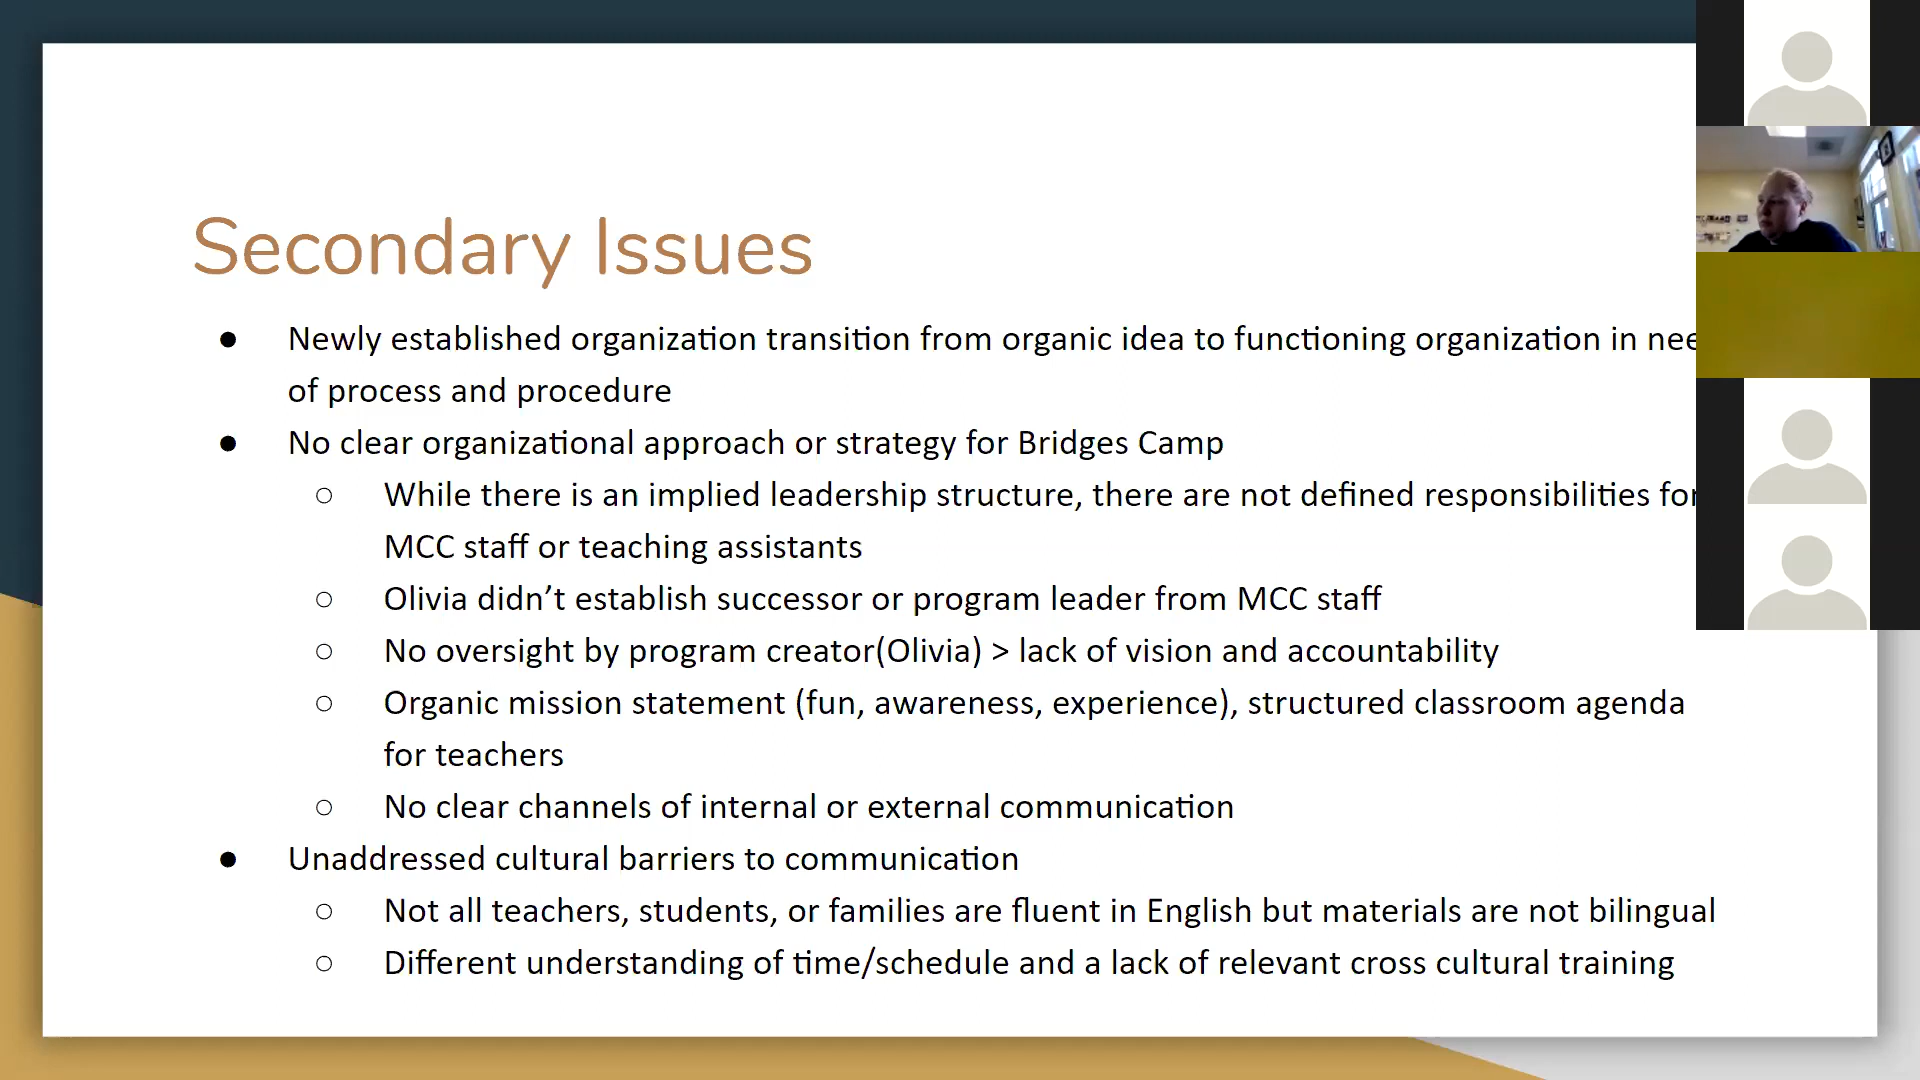 Secondary Issues
● Newly established organization transition from organic idea to functioning organization in
of process and procedure
● No clear organizational approach or strategy for Bridges Camp
○ While there is an implied leadership structure, there are not defined responsibilities for
MCC staff or teaching assistants
○ Olivia didn’t establish successor or program leader from MCC staff
○ No oversight by program creator(Olivia) > lack of vision and accountability
○ Organic mission statement (fun, awareness, experience), structured classroom agenda
for teachers
○ No clear channels of internal or external communication
● Unaddressed cultural barriers to communication
○ Not all teachers, students, or families are fluent in English but materials are not bilingual
○ Different understanding of time/schedule and a lack of relevant cross cultural training